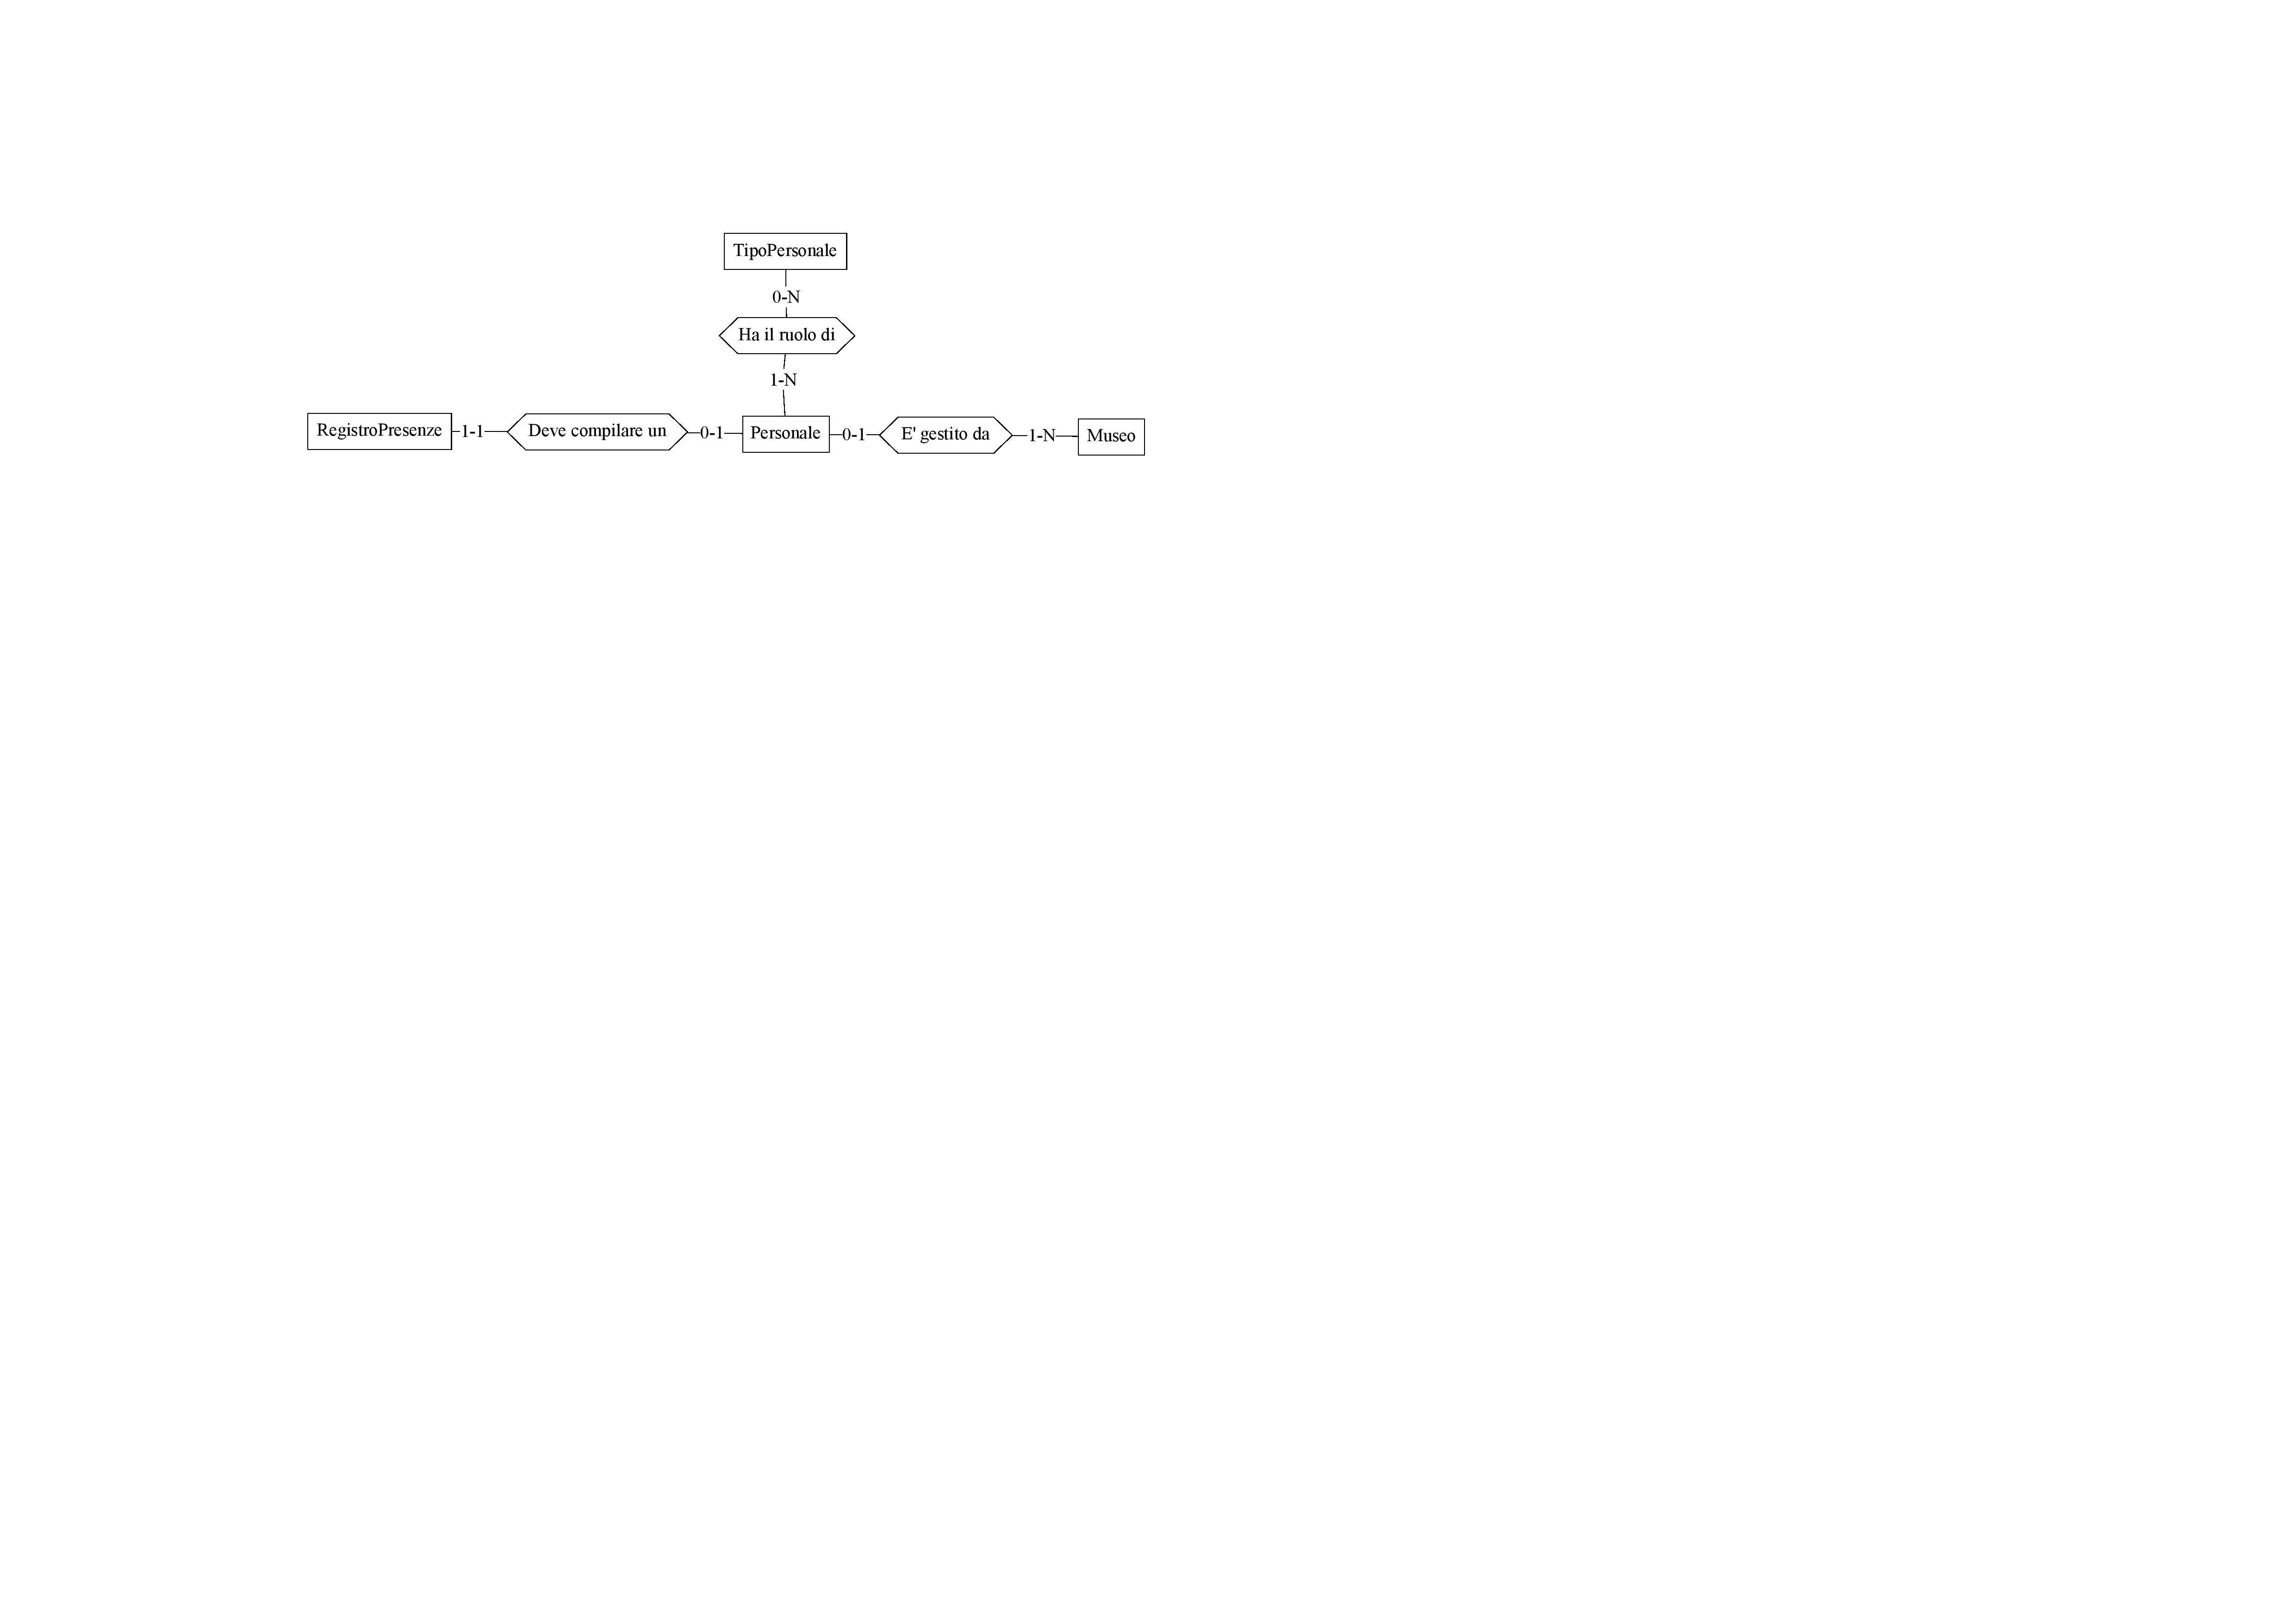 TipoPersonale
0-N
Ha il ruolo di
1-N
RegistroPresenze 1-1 Deve compilare un 0-1 Personale 0-1 E' gestito da 1-N Museo